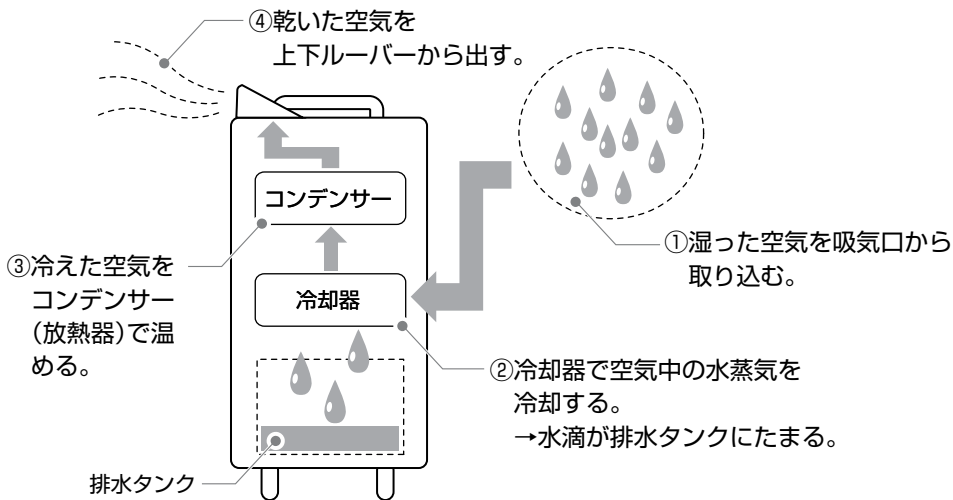 ④乾いた空気を
上下ルーバーから出す。
コンデンサー
①湿った空気を吸気口から
取り込む。
③冷えた空気を
コンデンサー
(放熱器)で温
める。
冷却器
②冷却器で空気中の水蒸気を
冷却する。
→水滴が排水タンクにたまる。
排水タンク